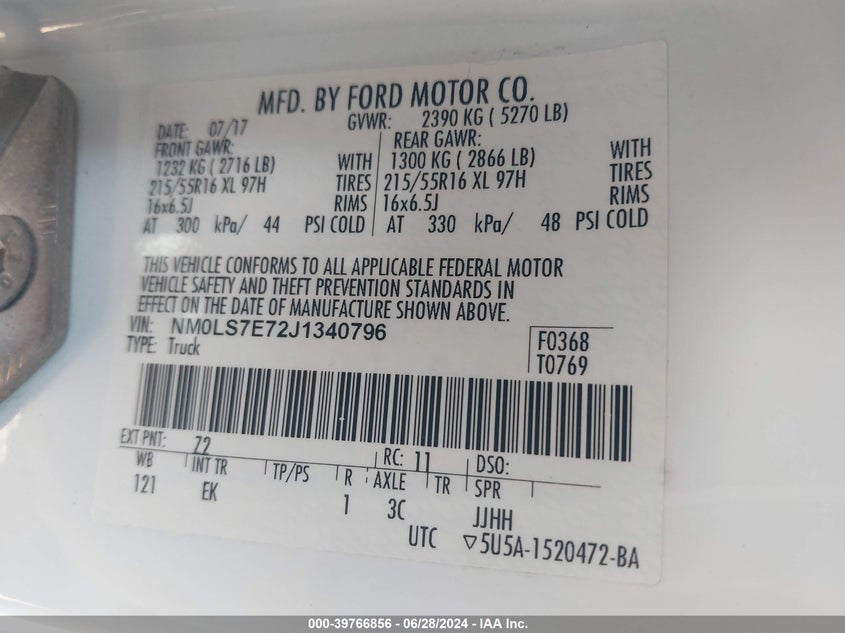 MFD. BY FORD MOTOR CO.
DATE: 07/17 GVWR: 2390 KG ( 5270 LB)
FRONT GAWR: REAR GAWR:
1232 KG ( 2716 LB) WITH 1300 KG ( 2866 LB) WITH
215/55R16 XL 97H TIRES 215/55R16 XL 97H TIRES
16x6.5J RIMS 16x6.5J RIMS
AT 300 kPa/ 44 PSI COLD AT 330 kPa/ 48 PSI COLD
THIS VEHICLE CONFORMS TO ALL APPLICABLE FEDERAL MOTOR
VEHICLE SAFETY AND THEFT PREVENTION STANDARDS IN
EFFECT ON THE DATE OF MANUFACTURE SHOWN ABOVE.
VIN: NM0LS7E72J1340796 F0368
TYPE: Truck T0769
EXT PNT: 72 RC: 11 DSO:
WB INT TR TP/PS R AXLE TR SPR
121 EK 1 3C JJHH
UTC ▽5U5A-1520472-BA
000-39766856 - 06/28/2024 - IAA Inc.